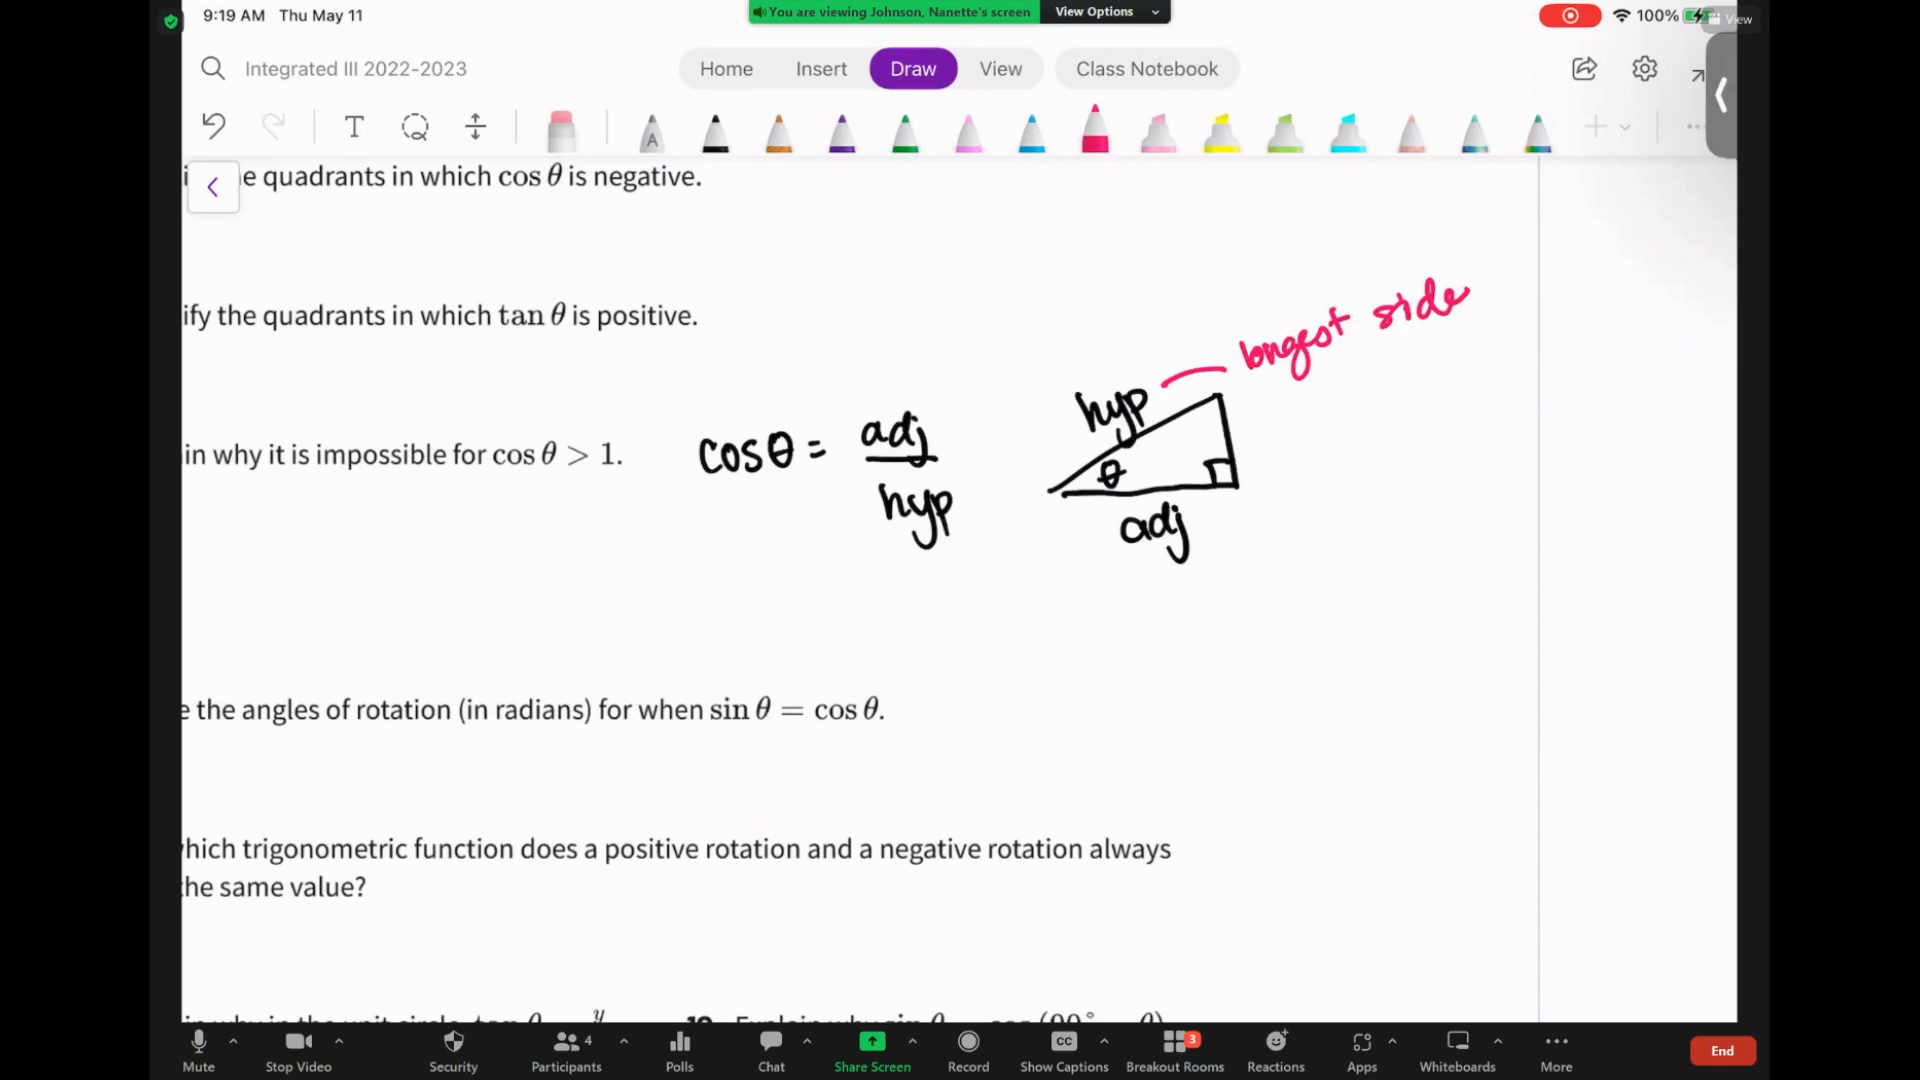 9:19 AM Thu May 11
You are viewing Johnson, Nanette's screen
View Options
100%
View
Integrated III 2022-2023
Home
Insert
Draw
View
Class Notebook
T
A
e quadrants in which cos θ is negative.
ify the quadrants in which tan θ is positive.
longest side
hyp
in why it is impossible for cos θ > 1.
cosθ = adj
hyp
θ
adj
e the angles of rotation (in radians) for when sin θ = cos θ.
hich trigonometric function does a positive rotation and a negative rotation always
the same value?
Mute
Stop Video
Security
4
Participants
Polls
Chat
Share Screen
Record
CC
Show Captions
3
Breakout Rooms
Reactions
Apps
Whiteboards
More
End